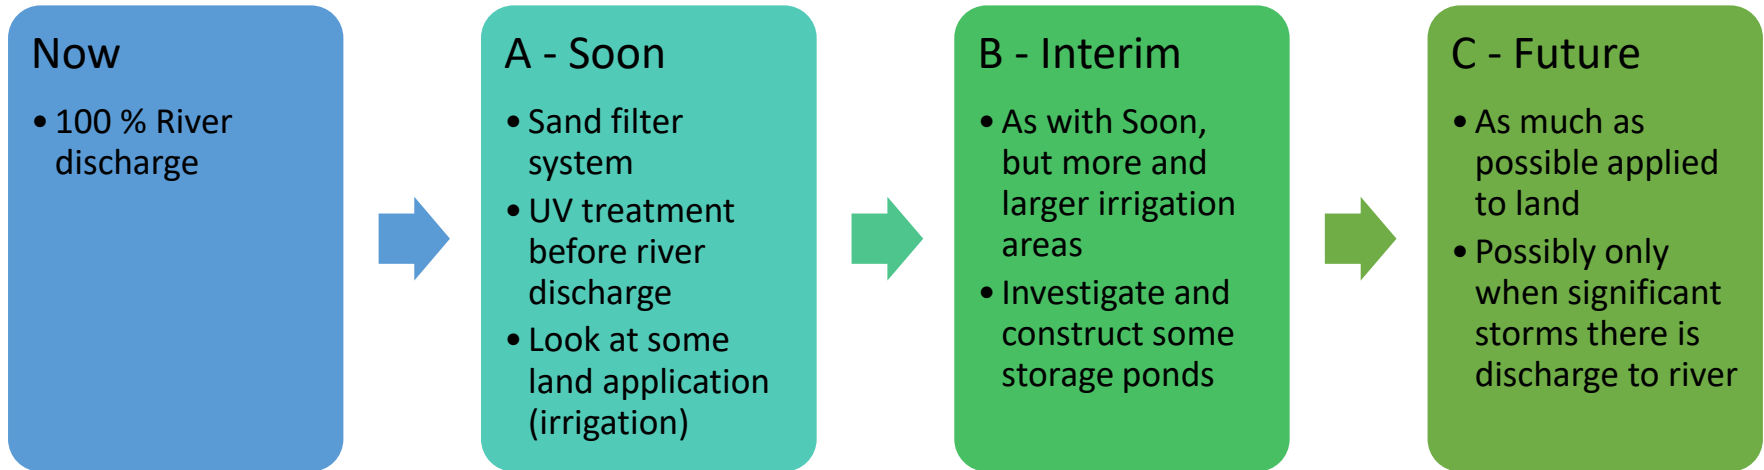 Now
• 100 % River
discharge
A - Soon
• Sand filter
system
• UV treatment
before river
discharge
• Look at some
land application
(irrigation)
B - Interim
• As with Soon,
but more and
larger irrigation
areas
• Investigate and
construct some
storage ponds
C - Future
• As much as
possible applied
to land
• Possibly only
when significant
storms there is
discharge to river